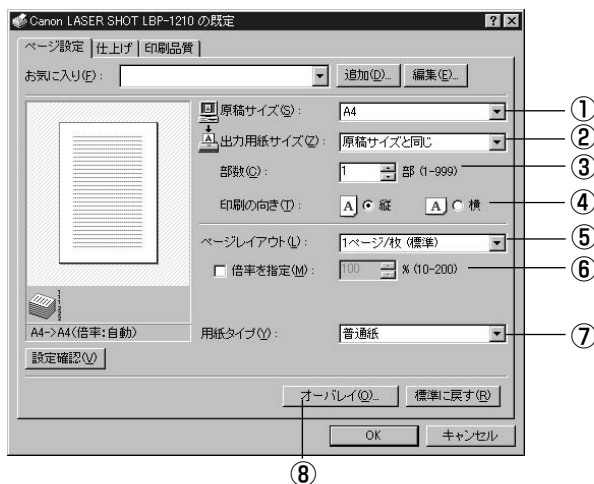 Canon LASER SHOT LBP-1210 の既定
ページ設定 仕上げ 印刷品質
お気に入り(F): 追加(D)... 編集(E)...
原稿サイズ(S): A4 ①
出力用紙サイズ(Z): 原稿サイズと同じ ②
部数(C): 1 部 (1-999) ③
印刷の向き(T): A 縦 A 横 ④
ページレイアウト(L): 1ページ/枚 (標準) ⑤
倍率を指定(M): 100 % (10-200) ⑥
A4->A4(倍率:自動)
用紙タイプ(Y): 普通紙 ⑦
設定確認(V)
オーバレイ(O)... 標準に戻す(R)
OK キャンセル
⑧